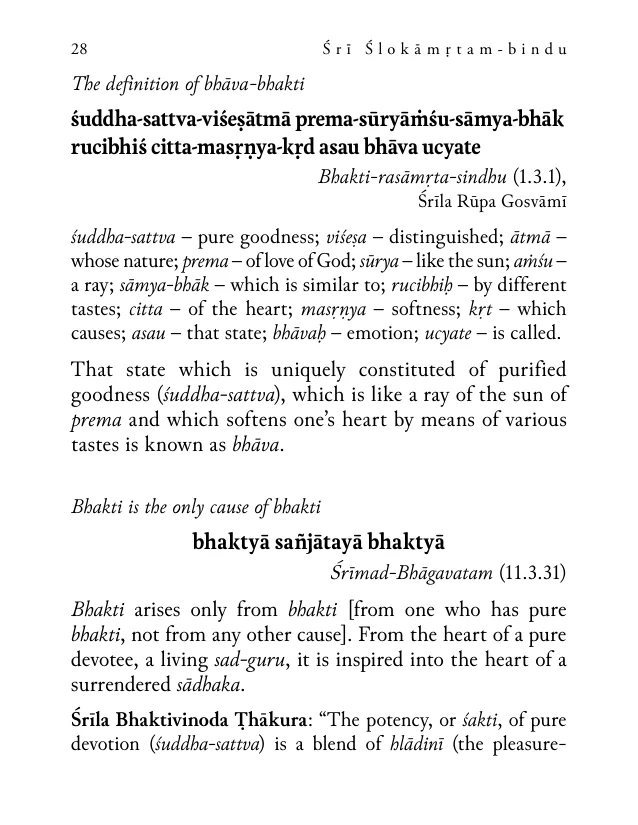 28
Śrī Ślokāmṛtam-bindu
The definition of bhāva-bhakti
śuddha-sattva-viśeṣātmā prema-sūryāṁśu-sāmya-bhāk
rucibhiś citta-masṛṇya-kṛd asau bhāva ucyate
Bhakti-rasāmṛta-sindhu (1.3.1),
Śrīla Rūpa Gosvāmī
śuddha-sattva – pure goodness; viśeṣa – distinguished; ātmā –
whose nature; prema – of love of God; sūrya – like the sun; aṁśu –
a ray; sāmya-bhāk – which is similar to; rucibhiḥ – by different
tastes; citta – of the heart; masṛṇya – softness; kṛt – which
causes; asau – that state; bhāvaḥ – emotion; ucyate – is called.
That state which is uniquely constituted of purified
goodness (śuddha-sattva), which is like a ray of the sun of
prema and which softens one’s heart by means of various
tastes is known as bhāva.
Bhakti is the only cause of bhakti
bhaktyā sañjātayā bhaktyā
Śrīmad-Bhāgavatam (11.3.31)
Bhakti arises only from bhakti [from one who has pure
bhakti, not from any other cause]. From the heart of a pure
devotee, a living sad-guru, it is inspired into the heart of a
surrendered sādhaka.
Śrīla Bhaktivinoda Ṭhākura: “The potency, or śakti, of pure
devotion (śuddha-sattva) is a blend of hlādinī (the pleasure-